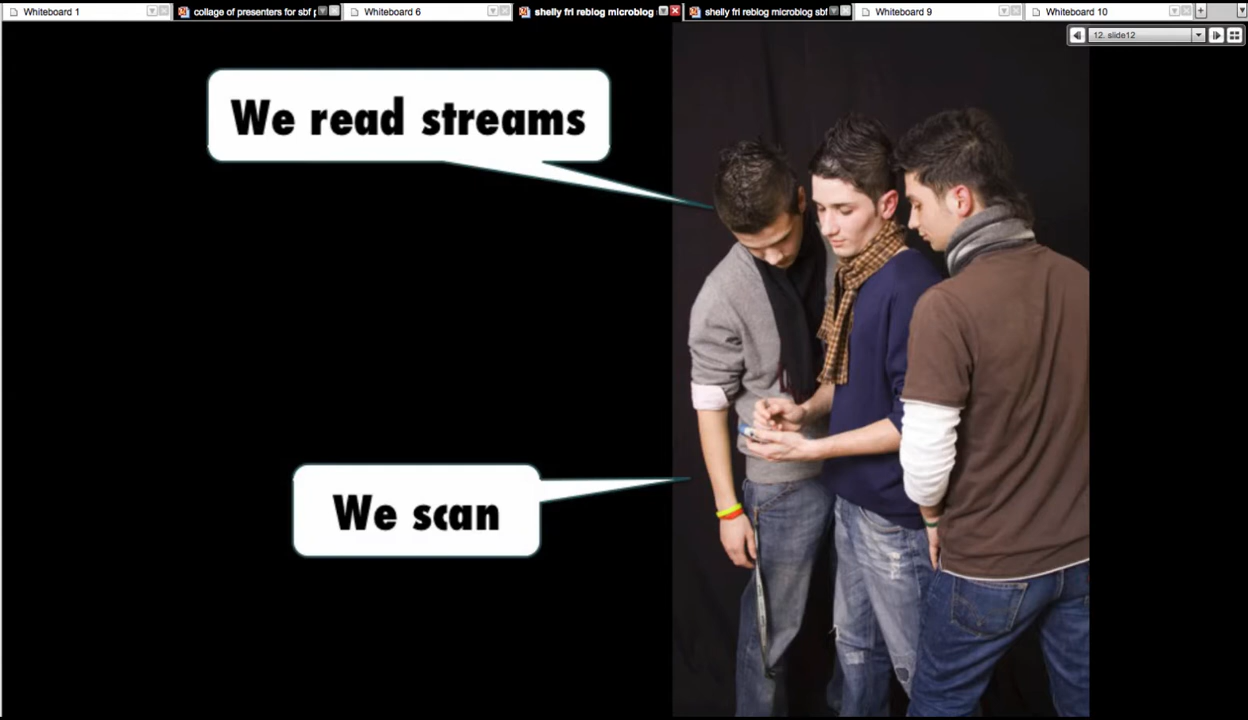 Whiteboard 1
collage of presenters for sbf p
Whiteboard 6
shelly fri reblog microblog
shelly fri reblog microblog sbf
Whiteboard 9
Whiteboard 10
12. slide12
We read streams
We scan